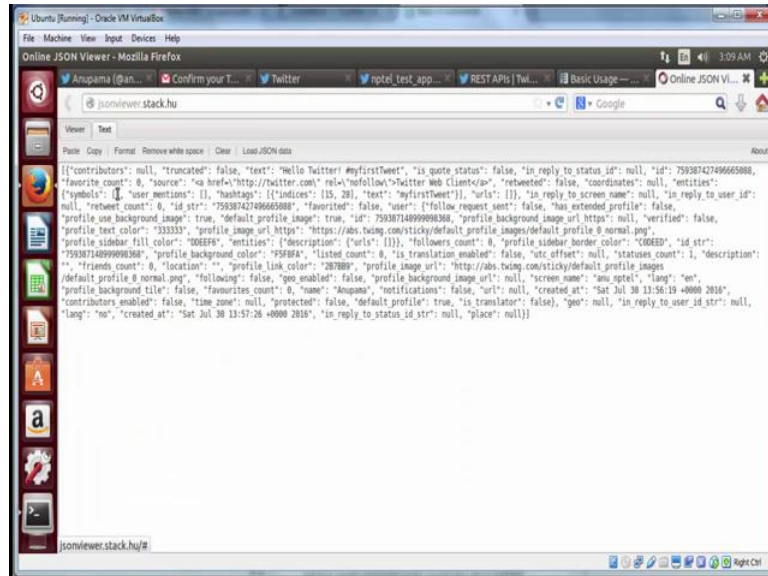 Ubuntu [Running] - Oracle VM VirtualBox
File Machine View Input Devices Help
Online JSON Viewer - Mozilla Firefox
En 3:09 AM
Anupama (@an... Confirm your T... Twitter nptel_test_app... REST APIs | Twi... Basic Usage — ... Online JSON Vi...
jsonviewer.stack.hu Google
Viewer Text
Paste Copy Format Remove white space Clear Load JSON data About
[{"contributors": null, "truncated": false, "text": "Hello Twitter! #myfirstTweet", "is_quote_status": false, "in_reply_to_status_id": null, "id": 759387427496665088,
"favorite_count": 0, "source": "<a href=\"http://twitter.com\" rel=\"nofollow\">Twitter Web Client</a>", "retweeted": false, "coordinates": null, "entities":
{"symbols": [], "user_mentions": [], "hashtags": [{"indices": [15, 28], "text": "myfirstTweet"}], "urls": []}, "in_reply_to_screen_name": null, "in_reply_to_user_id":
null, "retweet_count": 0, "id_str": "759387427496665088", "favorited": false, "user": {"follow_request_sent": false, "has_extended_profile": false,
"profile_use_background_image": true, "default_profile_image": true, "id": 759387148999098368, "profile_background_image_url_https": null, "verified": false,
"profile_text_color": "333333", "profile_image_url_https": "https://abs.twimg.com/sticky/default_profile_images/default_profile_0_normal.png",
"profile_sidebar_fill_color": "DDEEF6", "entities": {"description": {"urls": []}}, "followers_count": 0, "profile_sidebar_border_color": "C0DEED", "id_str":
"759387148999098368", "profile_background_color": "F5F8FA", "listed_count": 0, "is_translation_enabled": false, "utc_offset": null, "statuses_count": 1, "description":
"", "friends_count": 0, "location": "", "profile_link_color": "2B7BB9", "profile_image_url": "http://abs.twimg.com/sticky/default_profile_images
/default_profile_0_normal.png", "following": false, "geo_enabled": false, "profile_background_image_url": null, "screen_name": "anu_nptel", "lang": "en",
"profile_background_tile": false, "favourites_count": 0, "name": "Anupama", "notifications": false, "url": null, "created_at": "Sat Jul 30 13:56:19 +0000 2016",
"contributors_enabled": false, "time_zone": null, "protected": false, "default_profile": true, "is_translator": false}, "geo": null, "in_reply_to_user_id_str": null,
"lang": "no", "created_at": "Sat Jul 30 13:57:26 +0000 2016", "in_reply_to_status_id_str": null, "place": null}]
jsonviewer.stack.hu/#
Right Ctrl